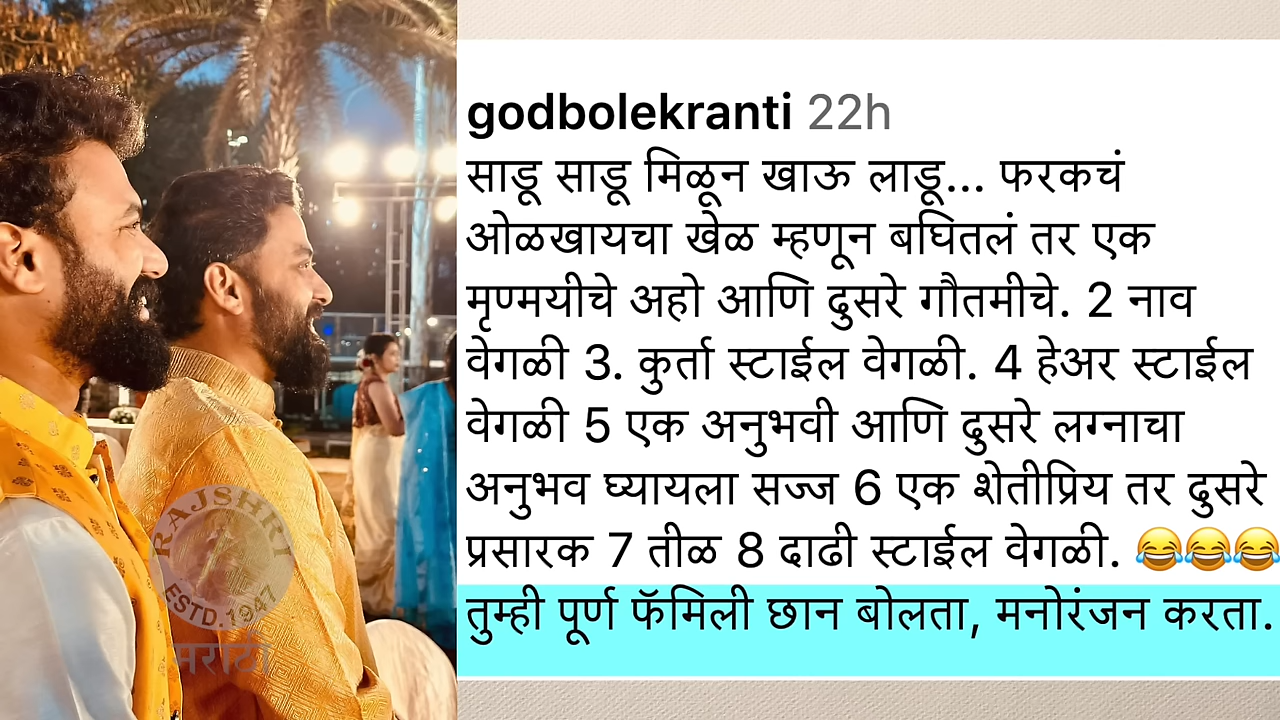 godbolekranti 22h
साडू साडू मिळून खाऊ लाडू... फरकचं
ओळखायचा खेळ म्हणून बघितलं तर एक
मृण्मयीचे अहो आणि दुसरे गौतमीचे. 2 नाव
वेगळी 3. कुर्ता स्टाईल वेगळी. 4 हेअर स्टाईल
वेगळी 5 एक अनुभवी आणि दुसरे लग्नाचा
अनुभव घ्यायला सज्ज 6 एक शेतीप्रिय तर दुसरे
प्रसारक 7 तीळ 8 दाढी स्टाईल वेगळी. 😂😂😂
तुम्ही पूर्ण फॅमिली छान बोलता, मनोरंजन करता.
RAJSHRI
ESTD.1947
मराठी